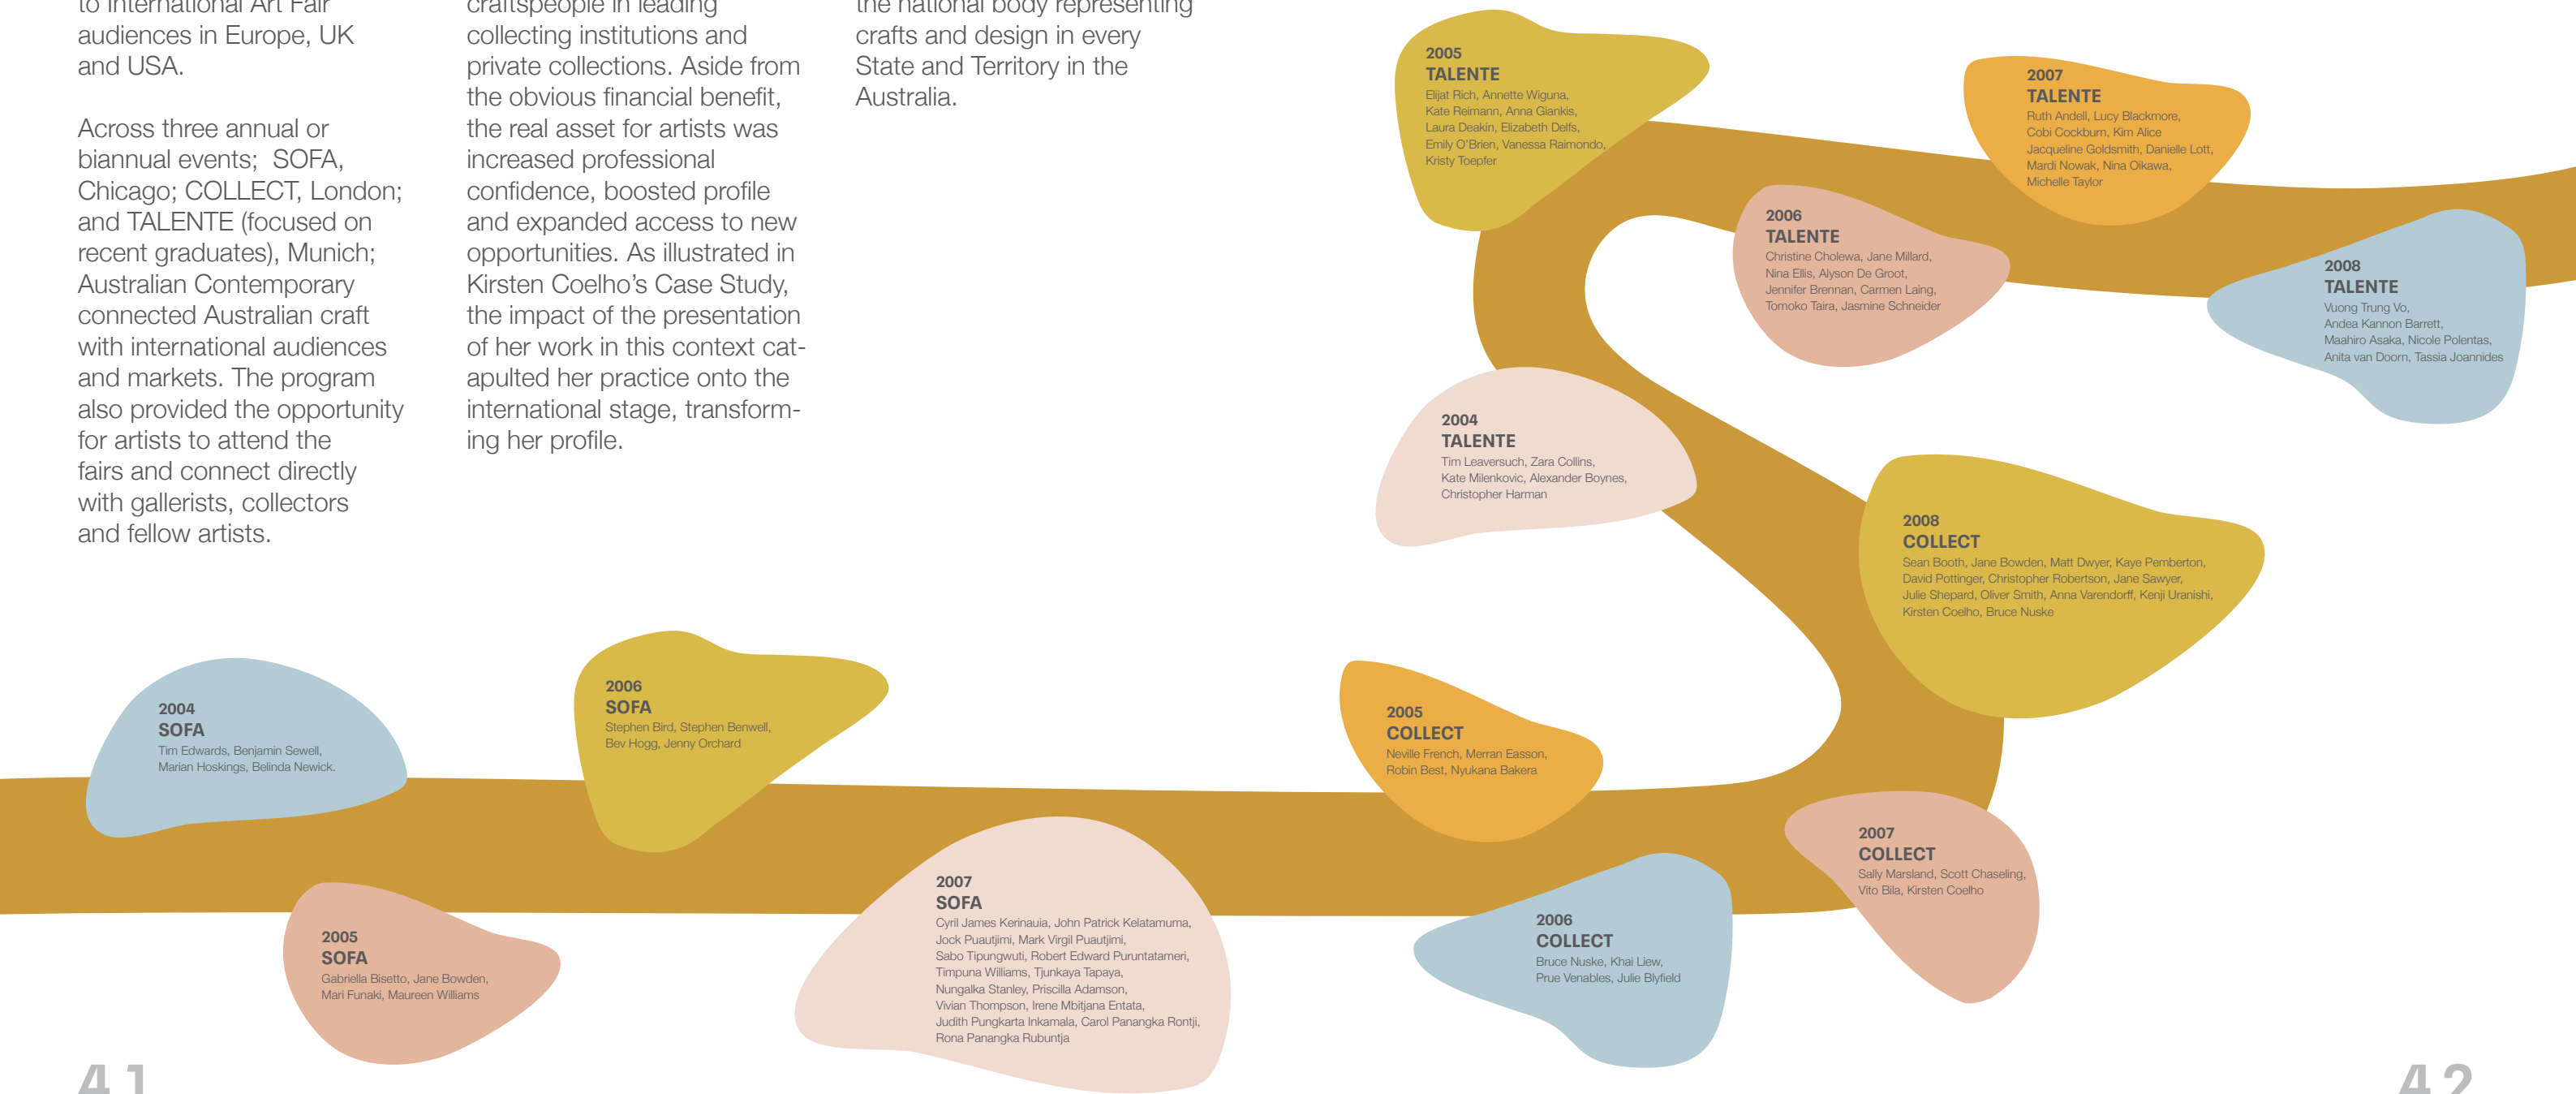 to International Art Fair
audiences in Europe, UK
and USA.
Across three annual or
biannual events;  SOFA,
Chicago; COLLECT, London;
and TALENTE (focused on
recent graduates), Munich;
Australian Contemporary
connected Australian craft
with international audiences
and markets. The program
also provided the opportunity
for artists to attend the
fairs and connect directly
with gallerists, collectors
and fellow artists.
craftspeople in leading
collecting institutions and
private collections. Aside from
the obvious financial benefit,
the real asset for artists was
increased professional
confidence, boosted profile
and expanded access to new
opportunities. As illustrated in
Kirsten Coelho’s Case Study,
the impact of the presentation
of her work in this context cat-
apulted her practice onto the
international stage, transform-
ing her profile.
the national body representing
crafts and design in every
State and Territory in the
Australia.
2004
SOFA
Tim Edwards, Benjamin Sewell,
Marian Hoskings, Belinda Newick.
2005
SOFA
Gabriella Bisetto, Jane Bowden,
Mari Funaki, Maureen Williams
2006
SOFA
Stephen Bird, Stephen Benwell,
Bev Hogg, Jenny Orchard
2007
SOFA
Cyril James Kerinauia, John Patrick Kelatamuma,
Jock Puautjimi, Mark Virgil Puautjimi,
Sabo Tipungwuti, Robert Edward Puruntatameri,
Timpuna Williams, Tjunkaya Tapaya,
Nungalka Stanley, Priscilla Adamson,
Vivian Thompson, Irene Mbitjana Entata,
Judith Pungkarta Inkamala, Carol Panangka Rontji,
Rona Panangka Rubuntja
2005
COLLECT
Neville French, Merran Easson,
Robin Best, Nyukana Bakera
2006
COLLECT
Bruce Nuske, Khai Liew,
Prue Venables, Julie Blyfield
2007
COLLECT
Sally Marsland, Scott Chaseling,
Vito Bila, Kirsten Coelho
2008
COLLECT
Sean Booth, Jane Bowden, Matt Dwyer, Kaye Pemberton,
David Pottinger, Christopher Robertson, Jane Sawyer,
Julie Shepard, Oliver Smith, Anna Varendorff, Kenji Uranishi,
Kirsten Coelho, Bruce Nuske
2004
TALENTE
Tim Leaversuch, Zara Collins,
Kate Milenkovic, Alexander Boynes,
Christopher Harman
2005
TALENTE
Elijat Rich, Annette Wiguna,
Kate Reimann, Anna Giankis,
Laura Deakin, Elizabeth Delfs,
Emily O’Brien, Vanessa Raimondo,
Kristy Toepfer
2006
TALENTE
Christine Cholewa, Jane Millard,
Nina Ellis, Alyson De Groot,
Jennifer Brennan, Carmen Laing,
Tomoko Taira, Jasmine Schneider
2007
TALENTE
Ruth Andell, Lucy Blackmore,
Cobi Cockburn, Kim Alice
Jacqueline Goldsmith, Danielle Lott,
Mardi Nowak, Nina Oikawa,
Michelle Taylor
2008
TALENTE
Vuong Trung Vo,
Andea Kannon Barrett,
Maahiro Asaka, Nicole Polentas,
Anita van Doorn, Tassia Joannides
41
42